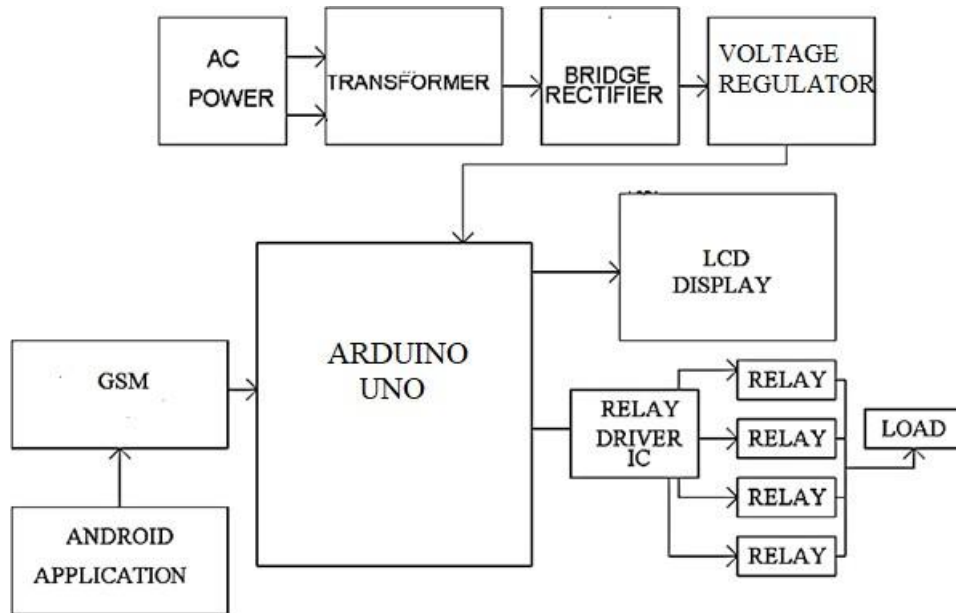 AC
POWER
TRANSFORMER
BRIDGE
RECTIFIER
VOLTAGE
REGULATOR
LCD
DISPLAY
ARDUINO
UNO
GSM
ANDROID
APPLICATION
RELAY
DRIVER
IC
RELAY
RELAY
RELAY
RELAY
LOAD